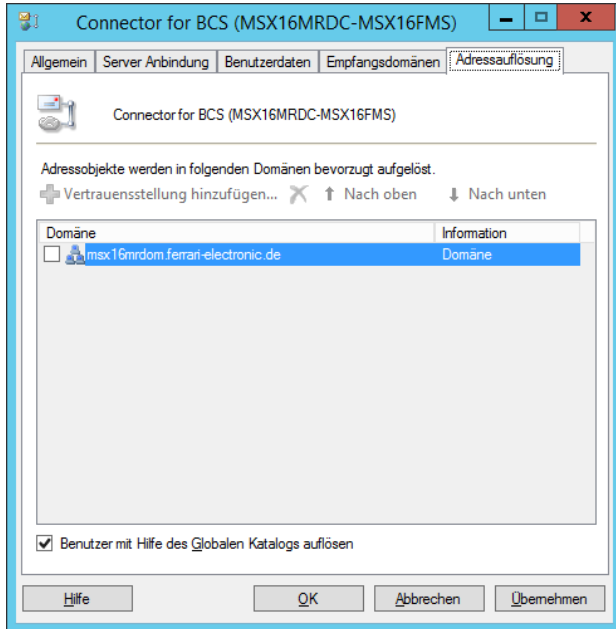 Connector for BCS (MSX16MRDC-MSX16FMS)
Allgemein Server Anbindung Benutzerdaten Empfangsdomänen Adressauflösung
Connector for BCS (MSX16MRDC-MSX16FMS)
Adressobjekte werden in folgenden Domänen bevorzugt aufgelöst.
Vertrauensstellung hinzufügen... Nach oben Nach unten
Domäne Information
msx16mrdom.ferrari-electronic.de Domäne
Benutzer mit Hilfe des Globalen Katalogs auflösen
Hilfe OK Abbrechen Übernehmen